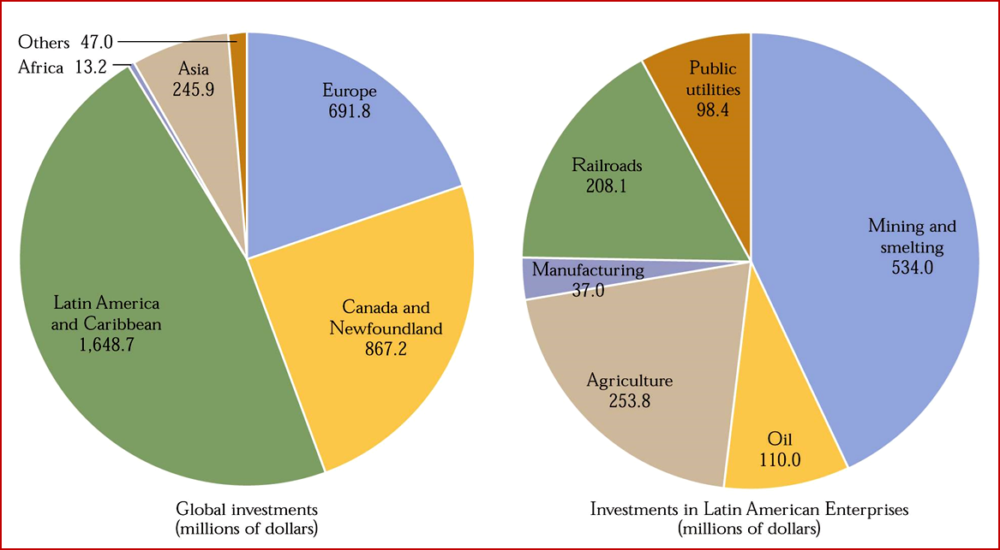 Others 47.0
Africa 13.2
Asia
245.9
Europe
691.8
Latin America
and Caribbean
1,648.7
Canada and
Newfoundland
867.2
Global investments
(millions of dollars)
Public
utilities
98.4
Railroads
208.1
Mining and
smelting
534.0
Manufacturing
37.0
Agriculture
253.8
Oil
110.0
Investments in Latin American Enterprises
(millions of dollars)